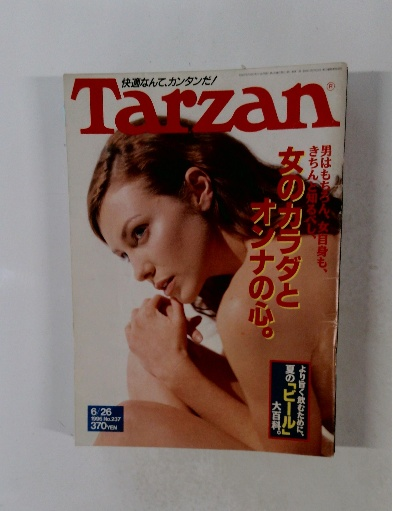 快適なんて、カンタンだ!
Tarzan®
男はもちろん、女自身も、
きちんと知るべし、
女のカラダと
オンナの心。
より旨く飲むために、
夏の「ビール」
大百科。
6/26
1996 No.237
370YEN